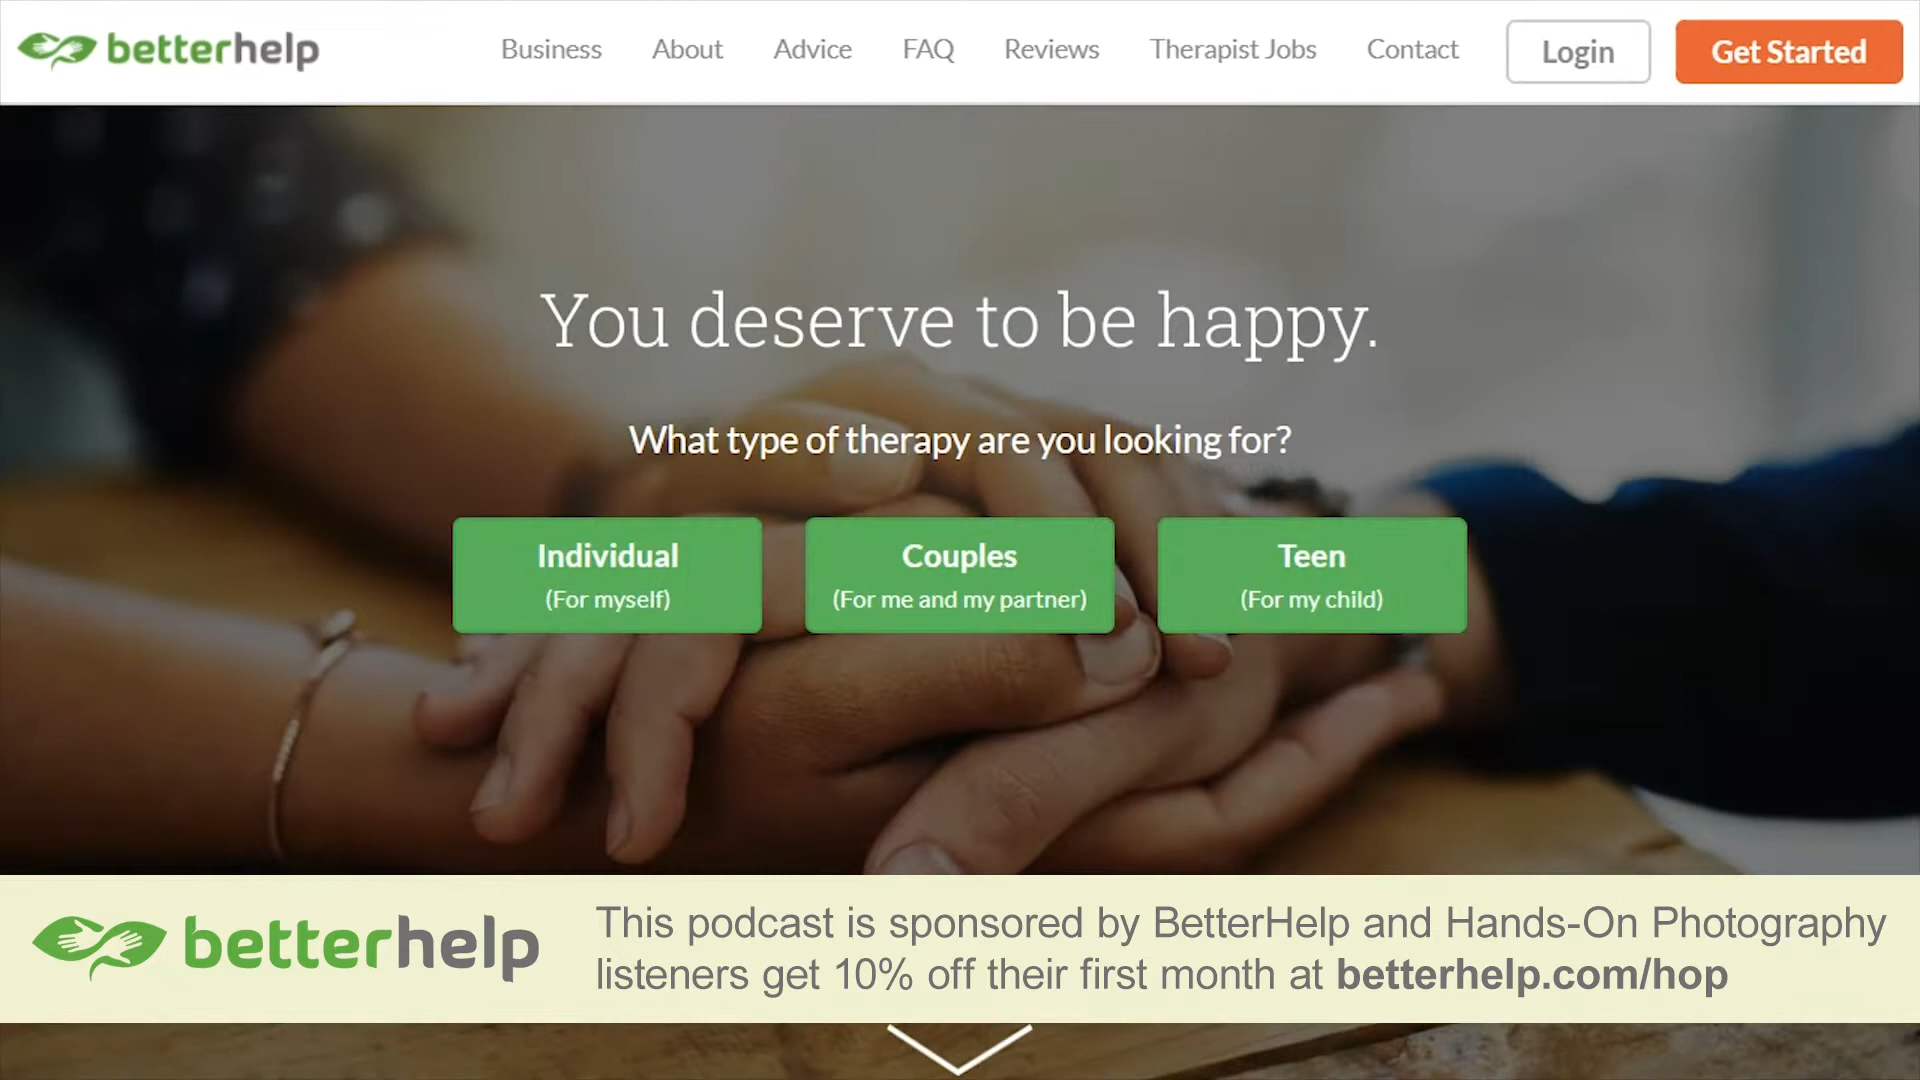 betterhelp
Business About Advice FAQ Reviews Therapist Jobs Contact Login Get Started
You deserve to be happy.
What type of therapy are you looking for?
Individual
(For myself)
Couples
(For me and my partner)
Teen
(For my child)
betterhelp
This podcast is sponsored by BetterHelp and Hands-On Photography
listeners get 10% off their first month at betterhelp.com/hop